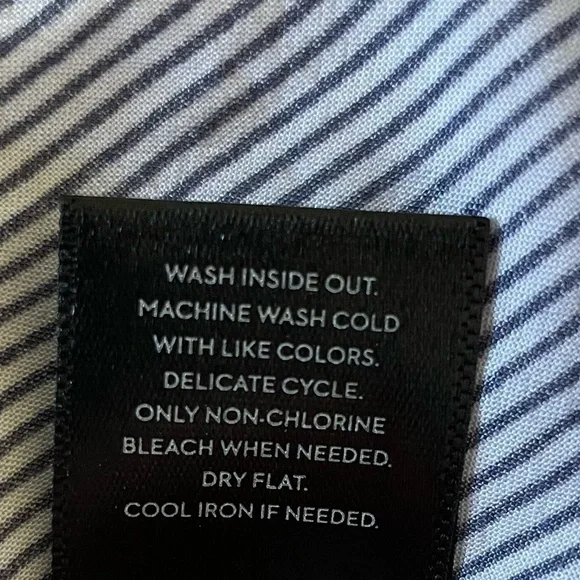 WASH INSIDE OUT.
MACHINE WASH COLD
WITH LIKE COLORS.
DELICATE CYCLE.
ONLY NON-CHLORINE
BLEACH WHEN NEEDED.
DRY FLAT.
COOL IRON IF NEEDED.